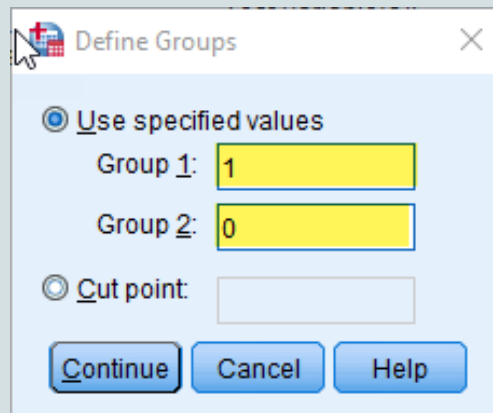 Define Groups
Use specified values
Group 1: 1
Group 2: 0
Cut point:
Continue Cancel Help